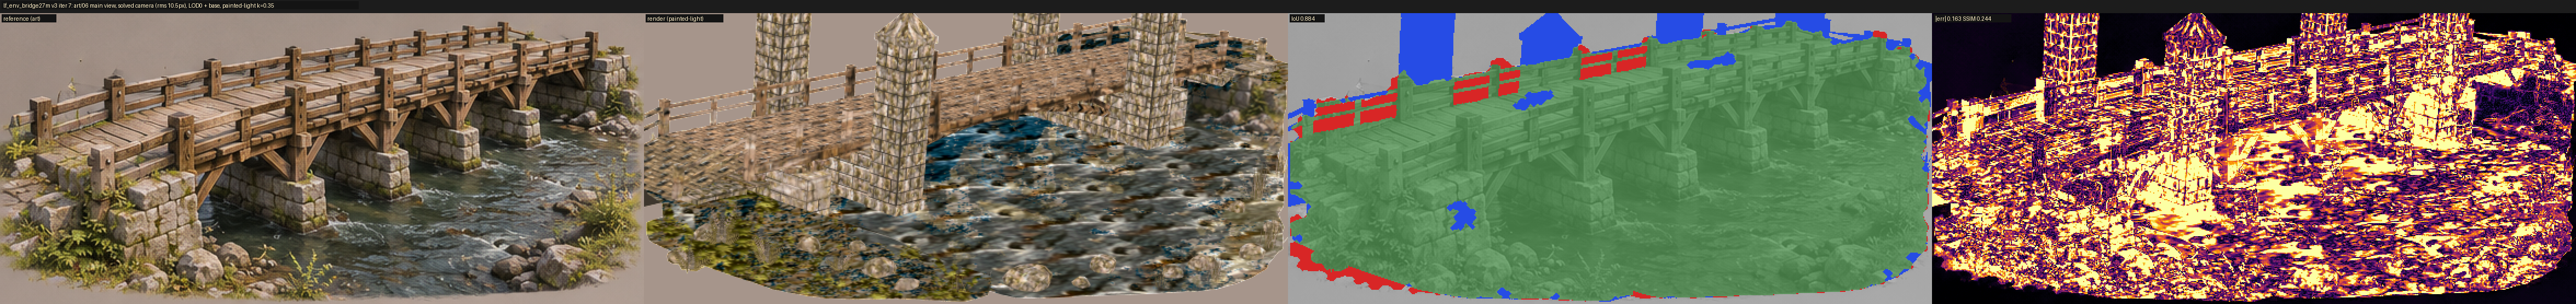 lf_env_bridge27m v3 iter 7: art/06 main view, solved camera (rms 10.5px), LOD0 + base, painted-light k=0.35
reference (art)
render (painted-light)
IoU 0.884
|err| 0.163 SSIM 0.244